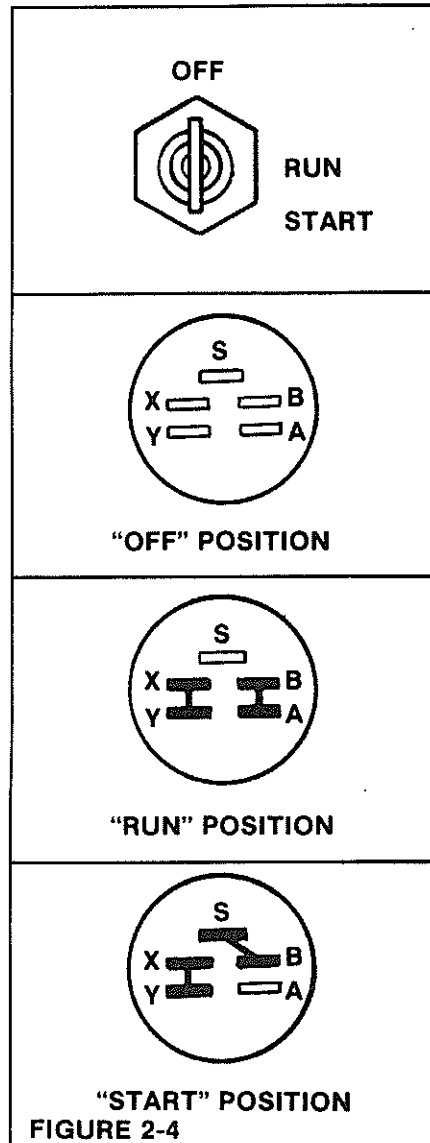 OFF
RUN
START
S
X B
Y A
“OFF” POSITION
S
X B
Y A
“RUN” POSITION
S
X B
Y A
“START” POSITION
FIGURE 2-4